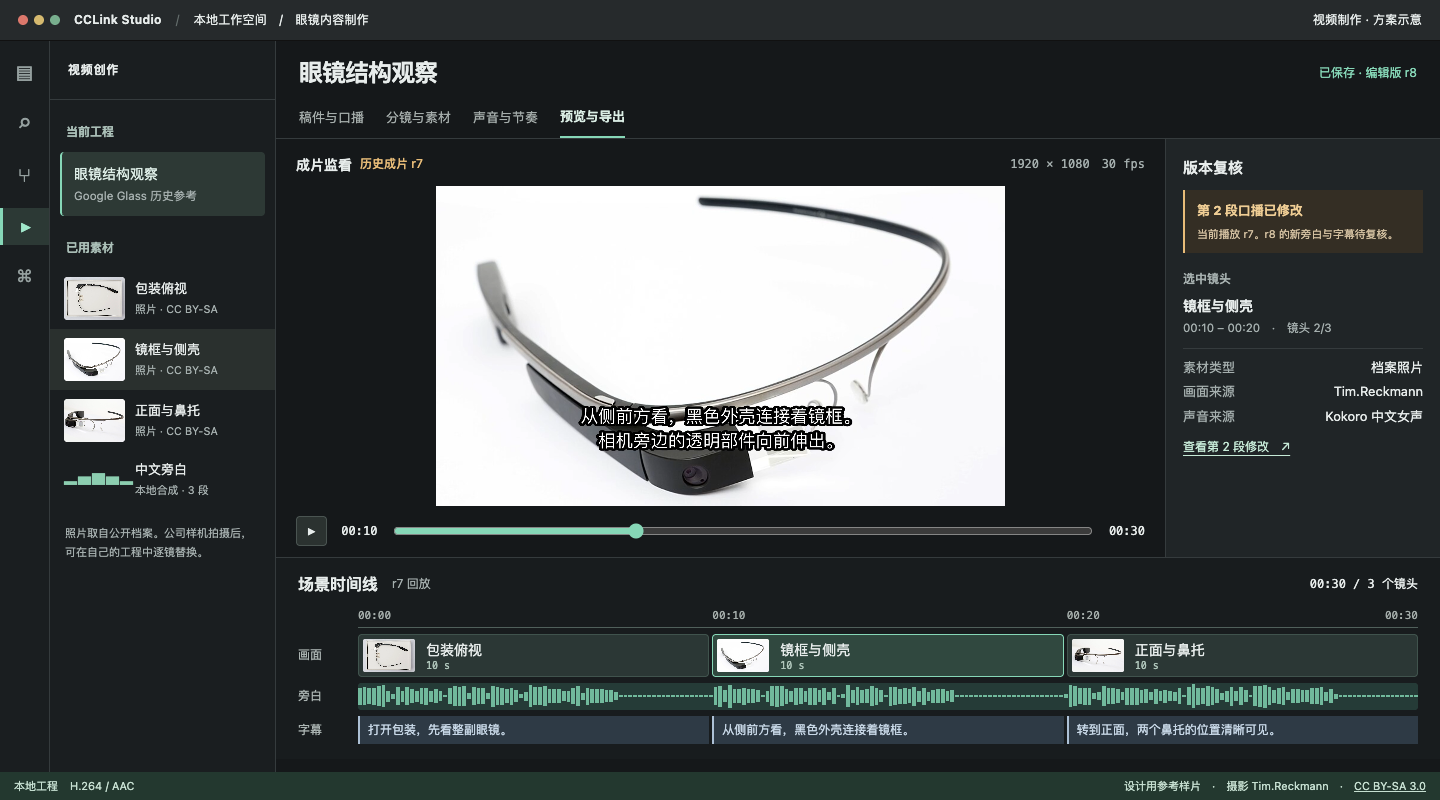 CCLink Studio / 本地工作空间 / 眼镜内容制作
视频制作 · 方案示意
视频创作
当前工程
眼镜结构观察
Google Glass 历史参考
已用素材
包装俯视
照片 · CC BY-SA
镜框与侧壳
照片 · CC BY-SA
正面与鼻托
照片 · CC BY-SA
中文旁白
本地合成 · 3 段
照片取自公开档案。公司样机拍摄后，
可在自己的工程中逐镜替换。
眼镜结构观察
已保存 · 编辑版 r8
稿件与口播 分镜与素材 声音与节奏 预览与导出
成片监看 历史成片 r7
1920 × 1080 30 fps
从侧前方看，黑色外壳连接着镜框。
相机旁边的透明部件向前伸出。
00:10
00:30
版本复核
第 2 段口播已修改
当前播放 r7。r8 的新旁白与字幕待复核。
选中镜头
镜框与侧壳
00:10 – 00:20 · 镜头 2/3
素材类型 档案照片
画面来源 Tim.Reckmann
声音来源 Kokoro 中文女声
查看第 2 段修改 ↗
场景时间线 r7 回放
00:30 / 3 个镜头
00:00 00:10 00:20 00:30
画面
包装俯视
10 s
镜框与侧壳
10 s
正面与鼻托
10 s
旁白
字幕
打开包装，先看整副眼镜。
从侧前方看，黑色外壳连接着镜框。
转到正面，两个鼻托的位置清晰可见。
本地工程 H.264 / AAC
设计用参考样片 · 摄影 Tim.Reckmann · CC BY-SA 3.0